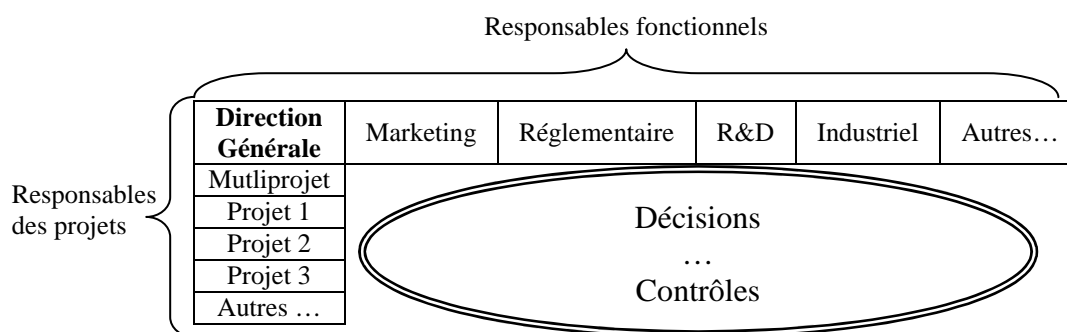 Responsables fonctionnels
Direction
Générale
Marketing
Réglementaire
R&D
Industriel
Autres…
Responsables
des projets
Mutliprojet
Projet 1
Projet 2
Projet 3
Autres …
Décisions
…
Contrôles